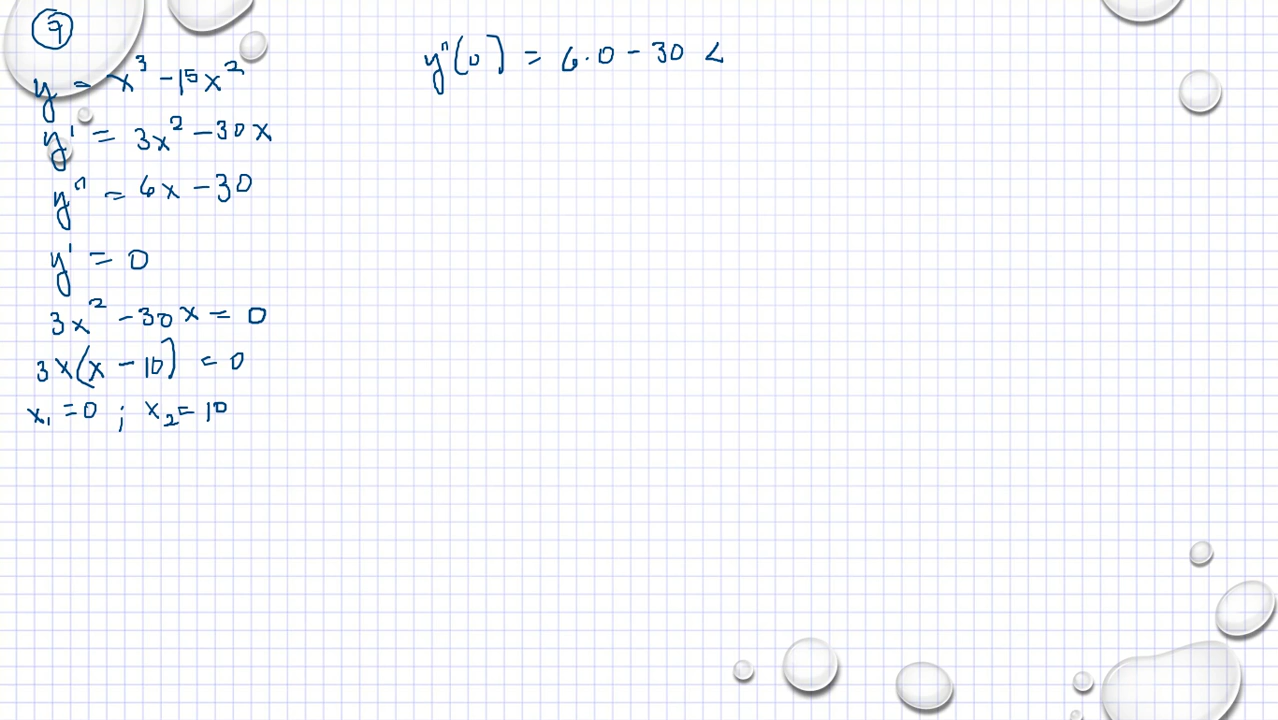 9
y = x³ - 15x²
y' = 3x² - 30x
y" = 6x - 30
y' = 0
3x² - 30x = 0
3x(x - 10) = 0
x₁ = 0 ; x₂ = 10
y"(0) = 6·0 - 30 <